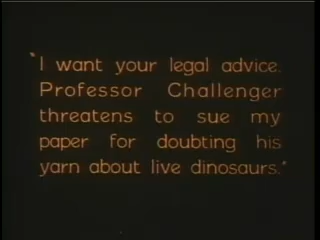 "I want your legal advice.
Professor Challenger
threatens to sue my
paper for doubting his
yarn about live dinosaurs."